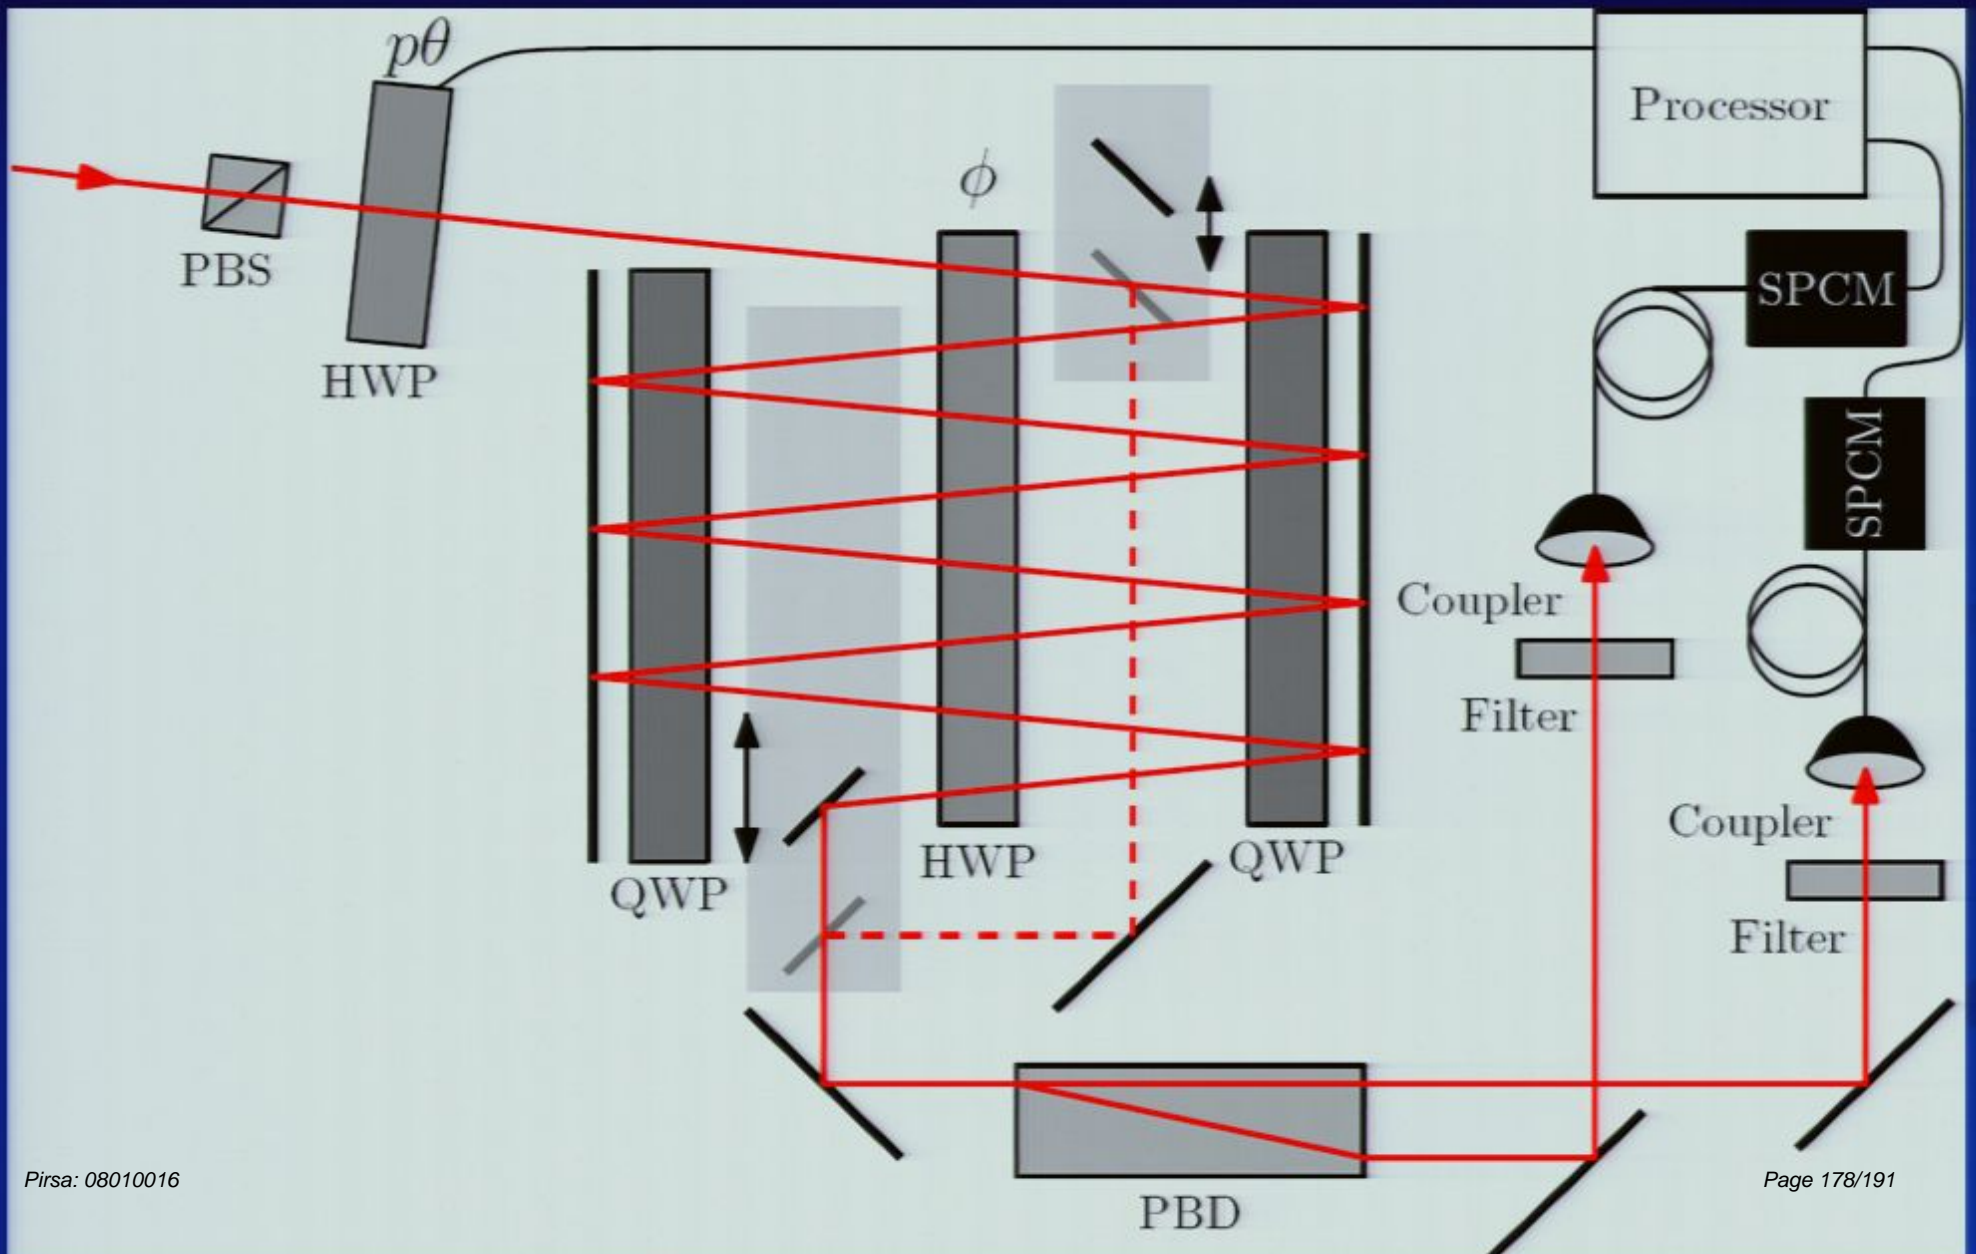 pθ
Processor
ϕ
PBS
SPCM
HWP
SPCM
Coupler
Filter
Coupler
HWP
QWP
QWP
Filter
Pirsa: 08010016
Page 178/191
PBD